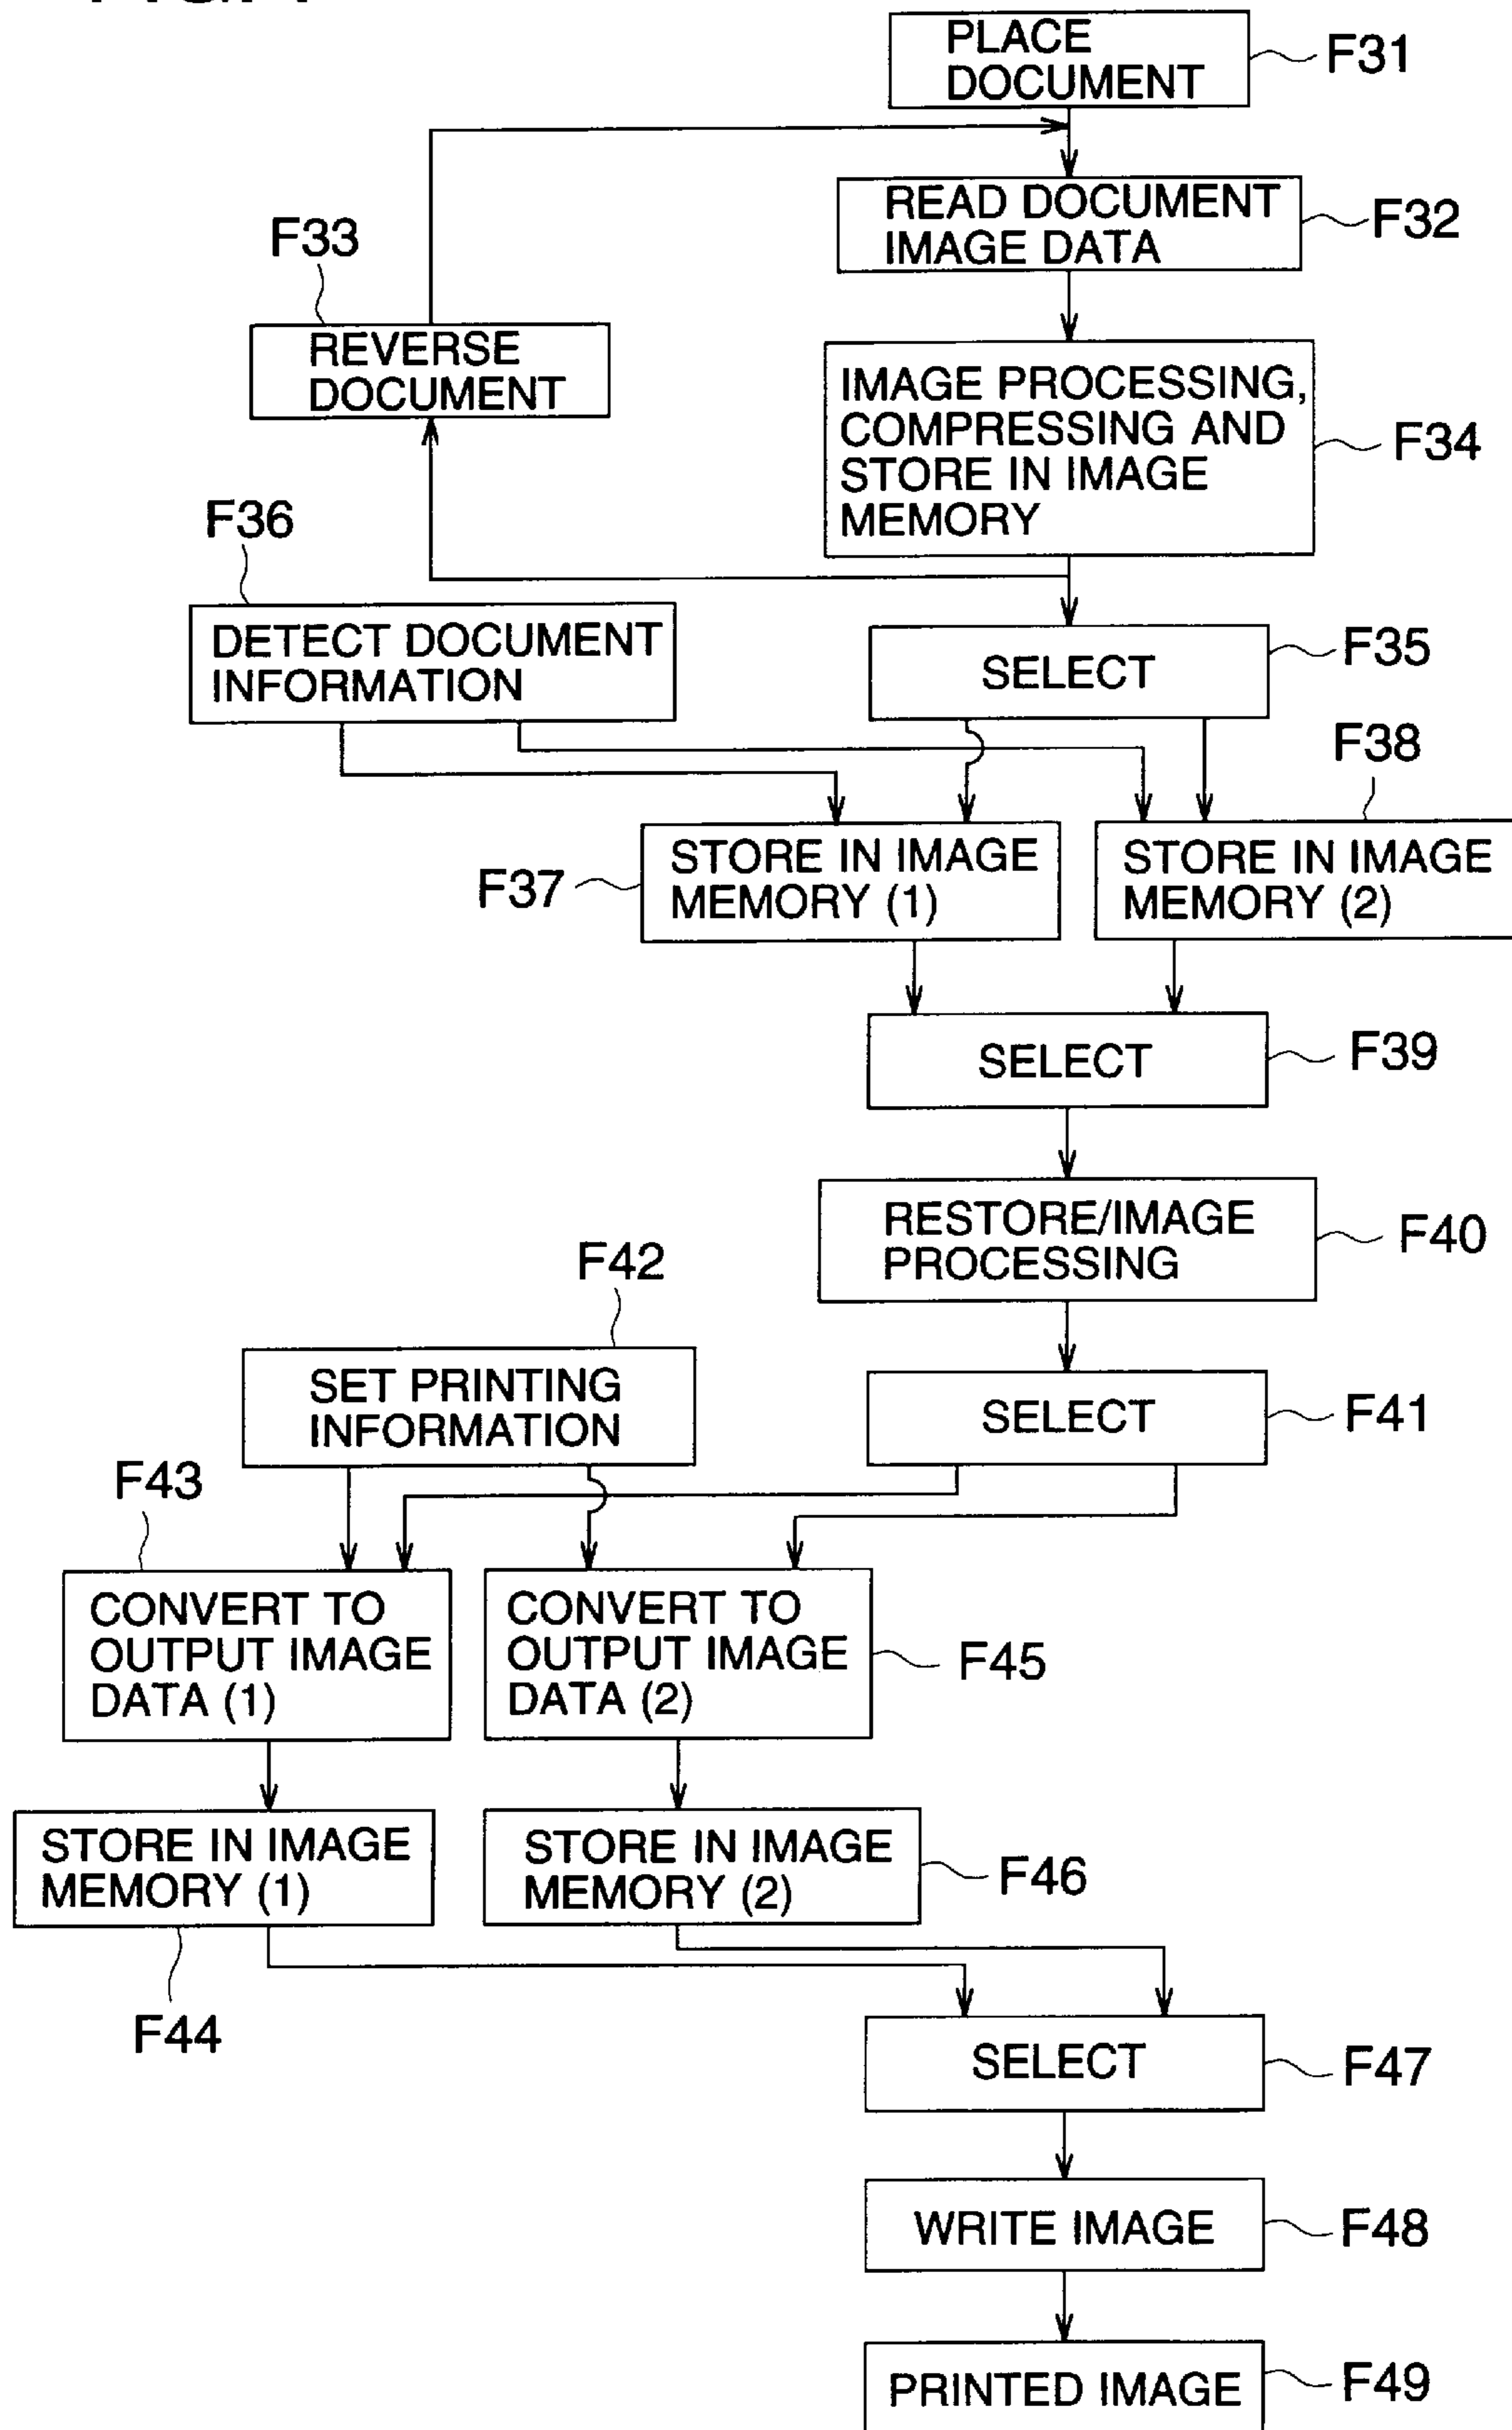 PLACE
DOCUMENT
F31
READ DOCUMENT
IMAGE DATA
F32
F33
REVERSE
DOCUMENT
IMAGE PROCESSING,
COMPRESSING AND
STORE IN IMAGE
MEMORY
F34
F36
DETECT DOCUMENT
INFORMATION
SELECT
F35
F38
F37
STORE IN IMAGE
MEMORY (1)
STORE IN IMAGE
MEMORY (2)
SELECT
F39
RESTORE/IMAGE
PROCESSING
F40
F42
SET PRINTING
INFORMATION
SELECT
F41
F43
CONVERT TO
OUTPUT IMAGE
DATA (1)
CONVERT TO
OUTPUT IMAGE
DATA (2)
F45
STORE IN IMAGE
MEMORY (1)
STORE IN IMAGE
MEMORY (2)
F46
F44
SELECT
F47
WRITE IMAGE
F48
PRINTED IMAGE
F49